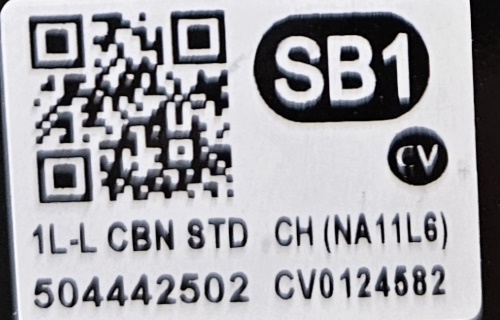 SB1
CV
1L-L CBN STD CH (NA11L6)
504442502 CV0124582